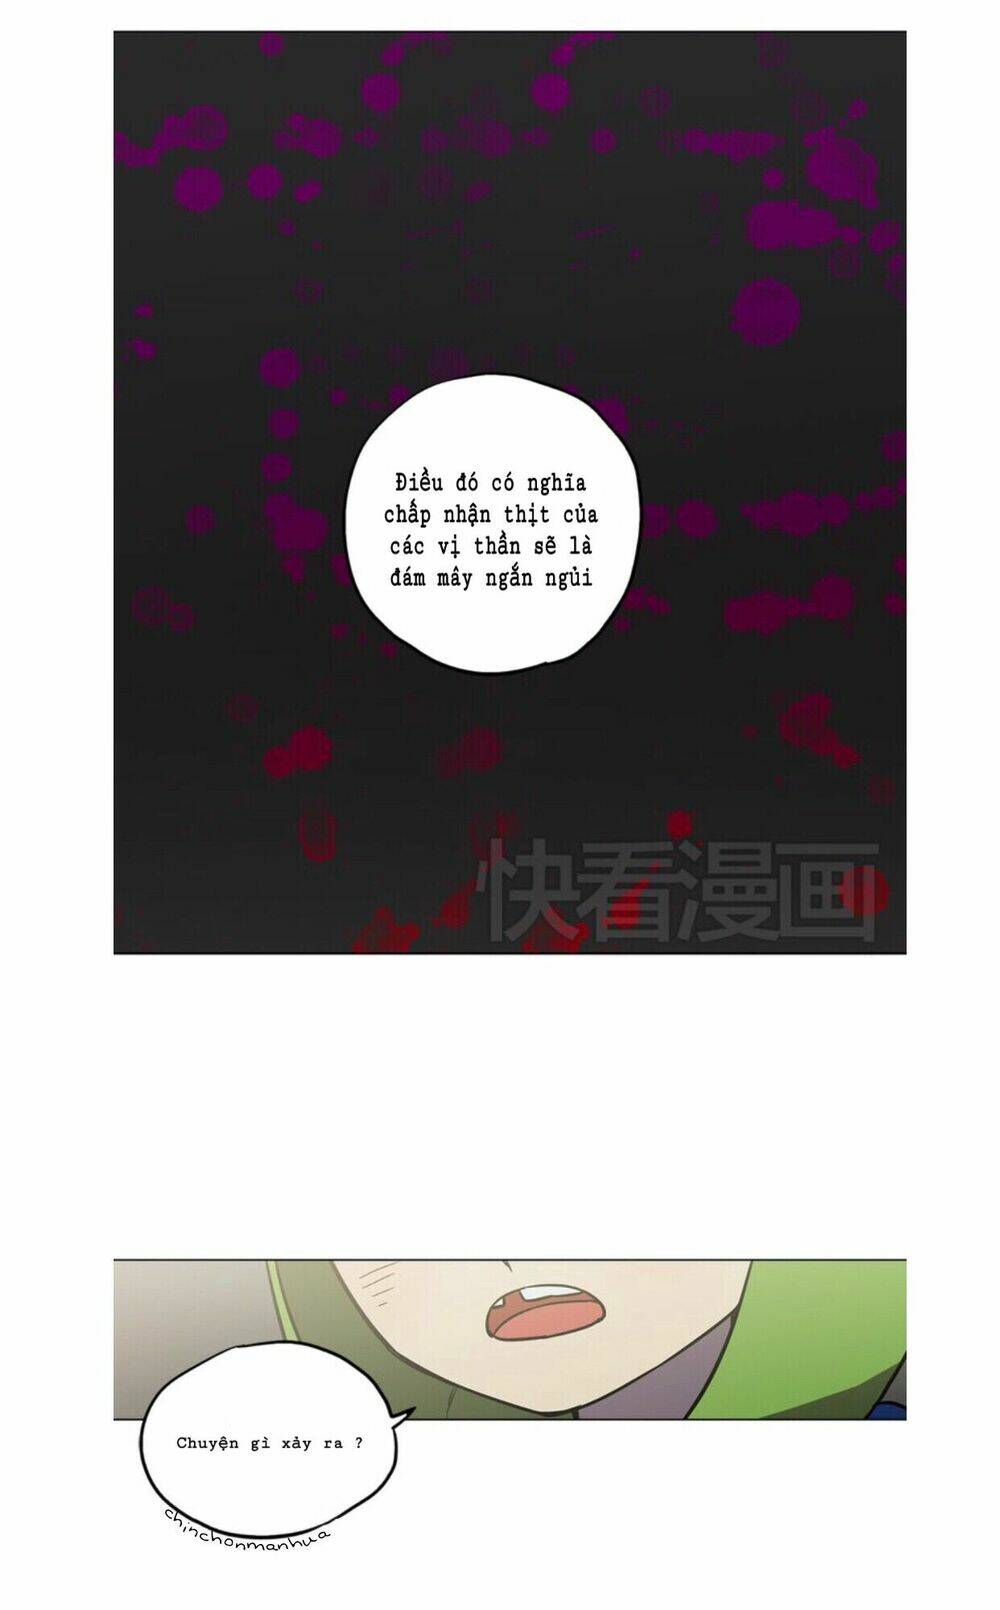 Điều đó có nghĩa
chấp nhận thịt của
các vị thần sẽ là
đám mây ngắn ngủi
快看漫画
Chuyện gì xảy ra ?
chinchonmanhua